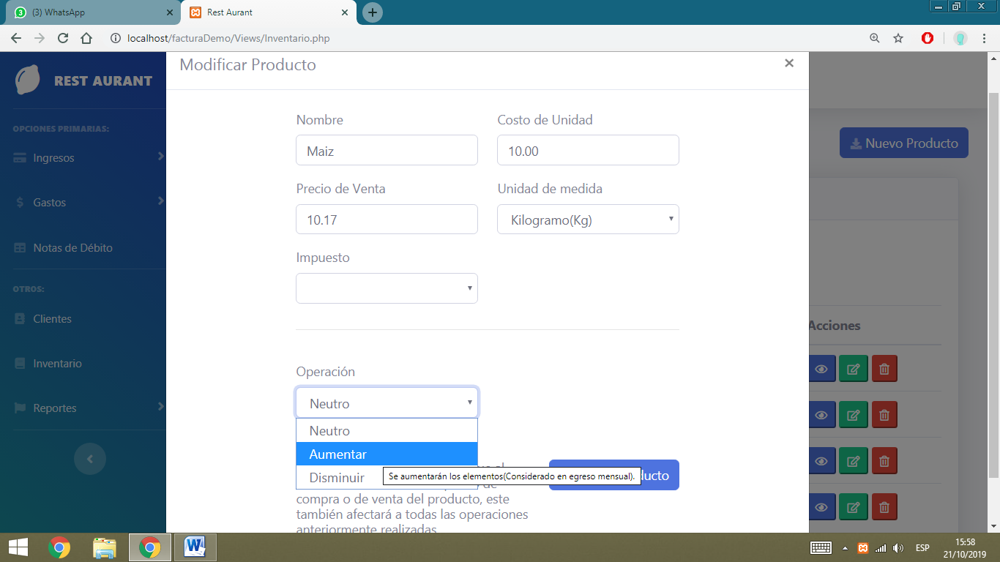 (3) WhatsApp
Rest Aurant
localhost/facturaDemo/Views/Inventario.php
REST AURANT
OPCIONES PRIMARIAS:
Ingresos
Gastos
Notas de Débito
OTROS:
Clientes
Inventario
Reportes
Modificar Producto
Nombre
Costo de Unidad
Maiz
10.00
Precio de Venta
Unidad de medida
10.17
Kilogramo(Kg)
Impuesto
Operación
Neutro
Neutro
Aumentar
Disminuir
Se aumentarán los elementos(Considerado en egreso mensual).
compra o de venta del producto, este
también afectará a todas las operaciones
anteriormente realizadas
Nuevo Producto
Acciones
ESP
15:58
21/10/2019